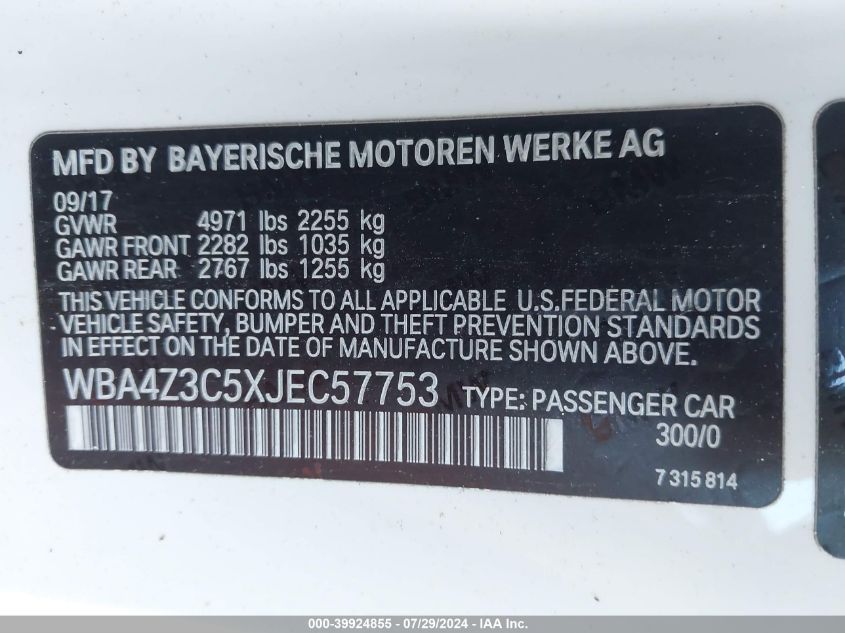 MFD BY BAYERISCHE MOTOREN WERKE AG
09/17
GVWR 4971 lbs 2255 kg
GAWR FRONT 2282 lbs 1035 kg
GAWR REAR 2767 lbs 1255 kg
THIS VEHICLE CONFORMS TO ALL APPLICABLE U.S.FEDERAL MOTOR
VEHICLE SAFETY, BUMPER AND THEFT PREVENTION STANDARDS
IN EFFECT ON THE DATE OF MANUFACTURE SHOWN ABOVE.
WBA4Z3C5XJEC57753 TYPE: PASSENGER CAR
300/0
7 315 814
000-39924855 - 07/29/2024 - IAA Inc.